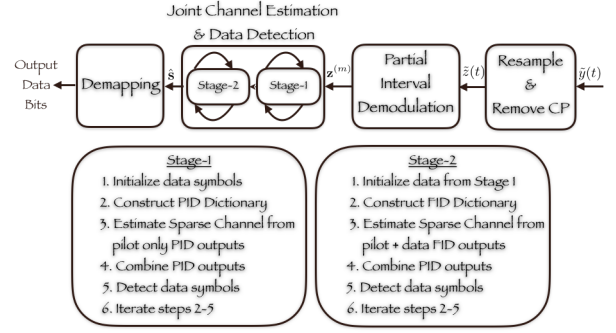 Joint Channel Estimation
& Data Detection
Output
Data
Bits
Demapping
ŝ
Stage-2
Stage-1
z^(m)
Partial
Interval
Demodulation
z̃(t)
Resample
&
Remove CP
ỹ(t)
Stage-1
1. Initialize data symbols
2. Construct PID Dictionary
3. Estimate Sparse Channel from
pilot only PID outputs
4. Combine PID outputs
5. Detect data symbols
6. Iterate steps 2-5
Stage-2
1. Initialize data from Stage 1
2. Construct FID Dictionary
3. Estimate Sparse Channel from
pilot + data FID outputs
4. Combine PID outputs
5. Detect data symbols
6. Iterate steps 2-5